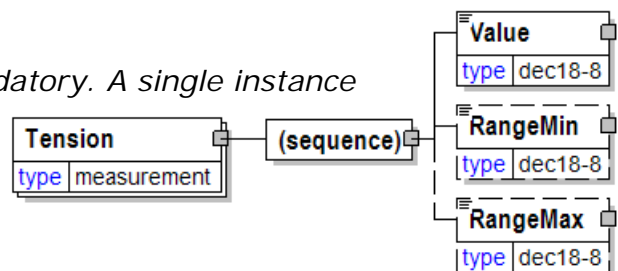 Value
type dec18-8
datory. A single instance
Tension
type measurement
(sequence)
RangeMin
type dec18-8
RangeMax
type dec18-8